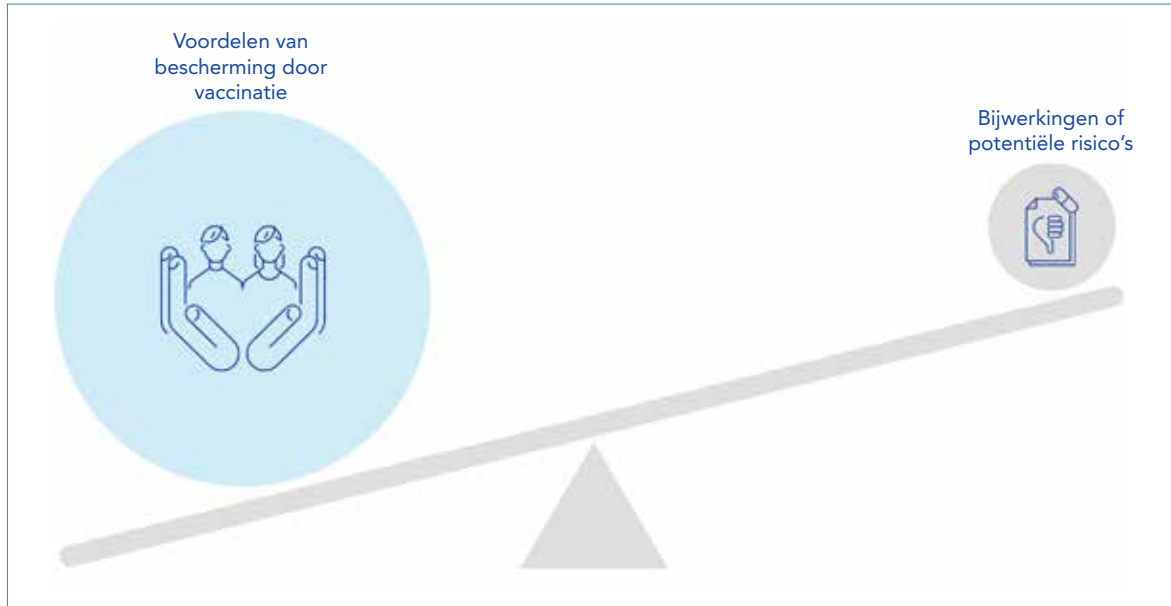 Voordelen van
bescherming door
vaccinatie
Bijwerkingen of
potentiële risico's